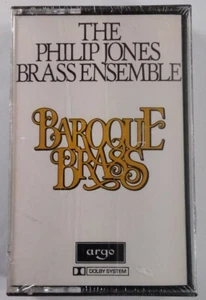 THE
PHILIP JONES
BRASS ENSEMBLE
BAROQUE
BRASS
argo
DOLBY SYSTEM